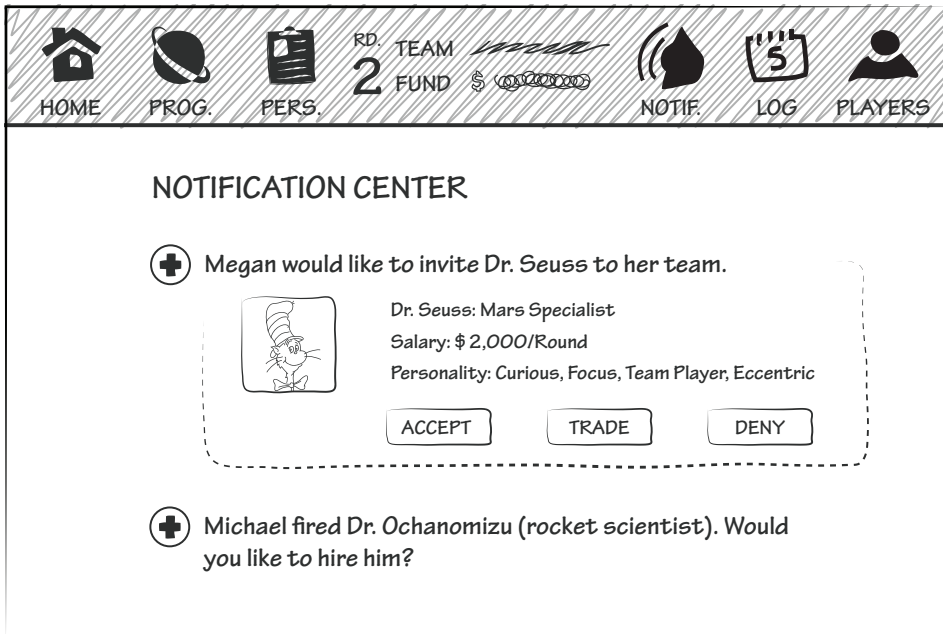 RD. TEAM
2 FUND $
HOME PROG. PERS. NOTIF. LOG PLAYERS
5
NOTIFICATION CENTER
Megan would like to invite Dr. Seuss to her team.
Dr. Seuss: Mars Specialist
Salary: $ 2,000/Round
Personality: Curious, Focus, Team Player, Eccentric
ACCEPT TRADE DENY
Michael fired Dr. Ochanomizu (rocket scientist). Would
you like to hire him?